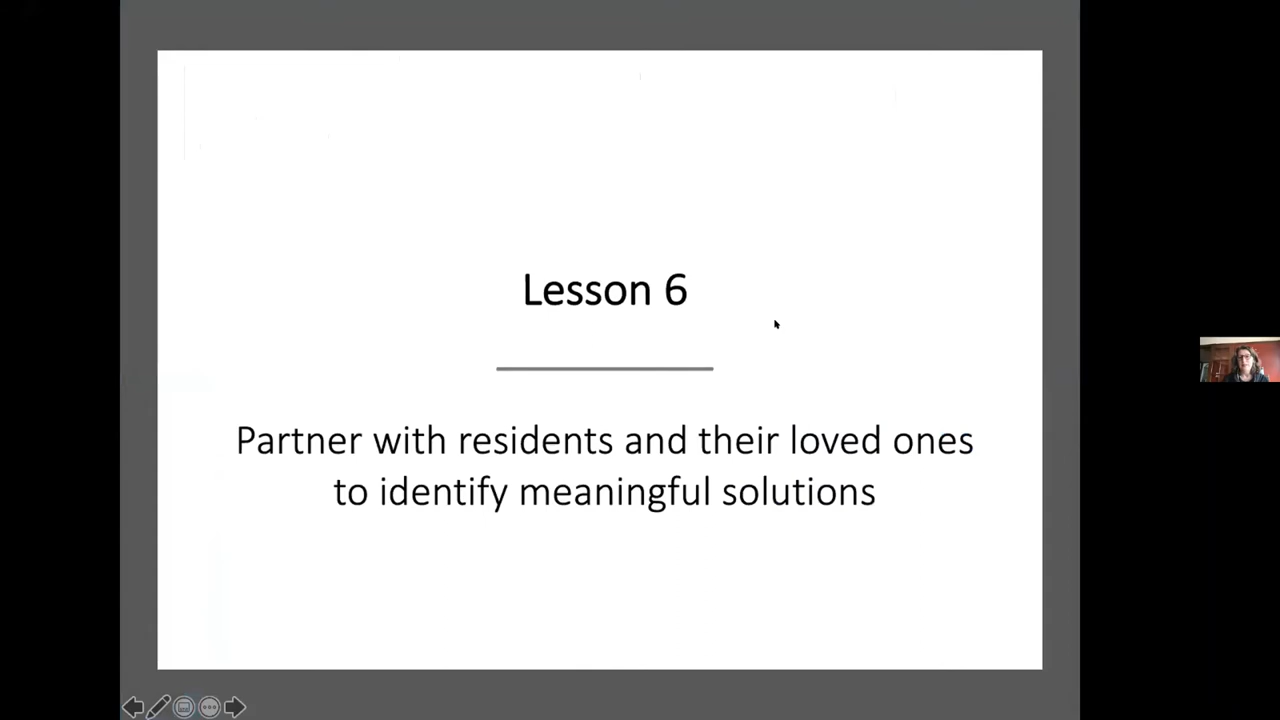 Lesson 6
Partner with residents and their loved ones
to identify meaningful solutions